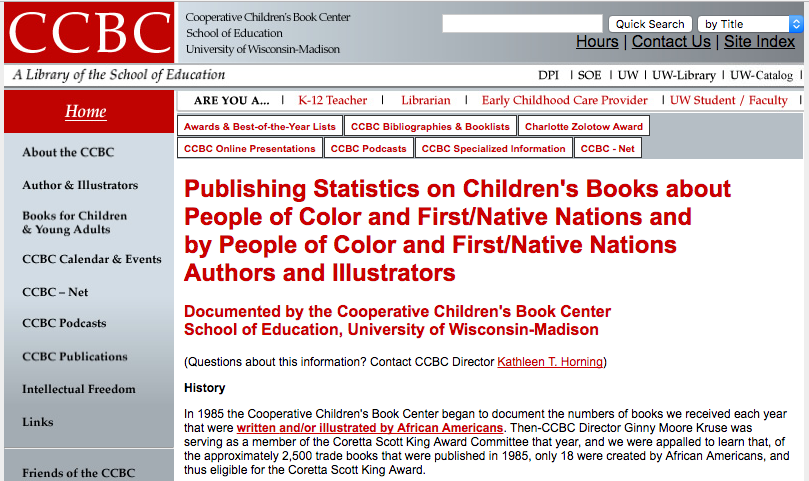 CCBC
Cooperative Children's Book Center
School of Education
University of Wisconsin-Madison
Quick Search
by Title
Hours | Contact Us | Site Index
A Library of the School of Education
DPI | SOE | UW | UW-Library | UW-Catalog |
Home
ARE YOU A... | K-12 Teacher | Librarian | Early Childhood Care Provider | UW Student / Faculty |
Awards & Best-of-the-Year Lists CCBC Bibliographies & Booklists Charlotte Zolotow Award
CCBC Online Presentations CCBC Podcasts CCBC Specialized Information CCBC - Net
About the CCBC
Author & Illustrators
Books for Children
& Young Adults
CCBC Calendar & Events
CCBC – Net
CCBC Podcasts
CCBC Publications
Intellectual Freedom
Links
Friends of the CCBC
Publishing Statistics on Children's Books about
People of Color and First/Native Nations and
by People of Color and First/Native Nations
Authors and Illustrators
Documented by the Cooperative Children's Book Center
School of Education, University of Wisconsin-Madison
(Questions about this information? Contact CCBC Director Kathleen T. Horning)
History
In 1985 the Cooperative Children's Book Center began to document the numbers of books we received each year
that were written and/or illustrated by African Americans. Then-CCBC Director Ginny Moore Kruse was
serving as a member of the Coretta Scott King Award Committee that year, and we were appalled to learn that, of
the approximately 2,500 trade books that were published in 1985, only 18 were created by African Americans, and
thus eligible for the Coretta Scott King Award.